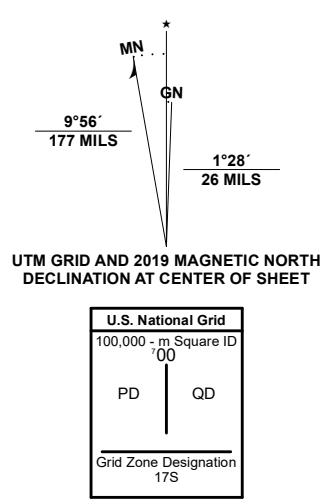 ★
MN
GN
9°56´
177 MILS
1°28´
26 MILS
UTM GRID AND 2019 MAGNETIC NORTH
DECLINATION AT CENTER OF SHEET
U.S. National Grid
100,000 - m Square ID
⁷00
PD QD
Grid Zone Designation
17S